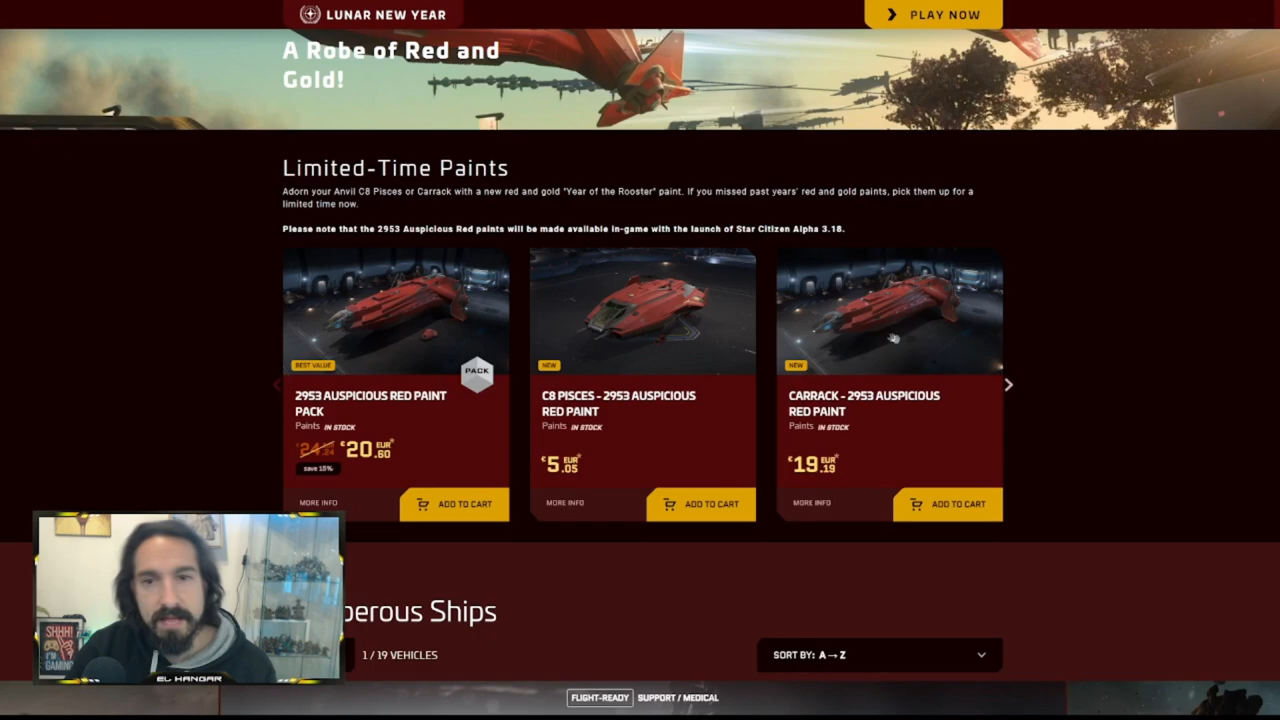 LUNAR NEW YEAR
PLAY NOW
A Robe of Red and
Gold!
Limited-Time Paints
Adorn your Anvil C8 Pisces or Carrack with a new red and gold "Year of the Rooster" paint. If you missed past years' red and gold paints, pick them up for a
limited time now.
Please note that the 2953 Auspicious Red paints will be made available in-game with the launch of Star Citizen Alpha 3.18.
BEST VALUE
PACK
2953 AUSPICIOUS RED PAINT
PACK
Paints IN STOCK
€24.24 €20.60 EUR*
save 15%
MORE INFO
ADD TO CART
NEW
C8 PISCES - 2953 AUSPICIOUS
RED PAINT
Paints IN STOCK
€5.05 EUR*
MORE INFO
ADD TO CART
NEW
CARRACK - 2953 AUSPICIOUS
RED PAINT
Paints IN STOCK
€19.19 EUR*
MORE INFO
ADD TO CART
perous Ships
1 / 19 VEHICLES
SORT BY: A→Z
SHHH!
I'M
GAMING
EL HANGAR
FLIGHT-READY SUPPORT / MEDICAL